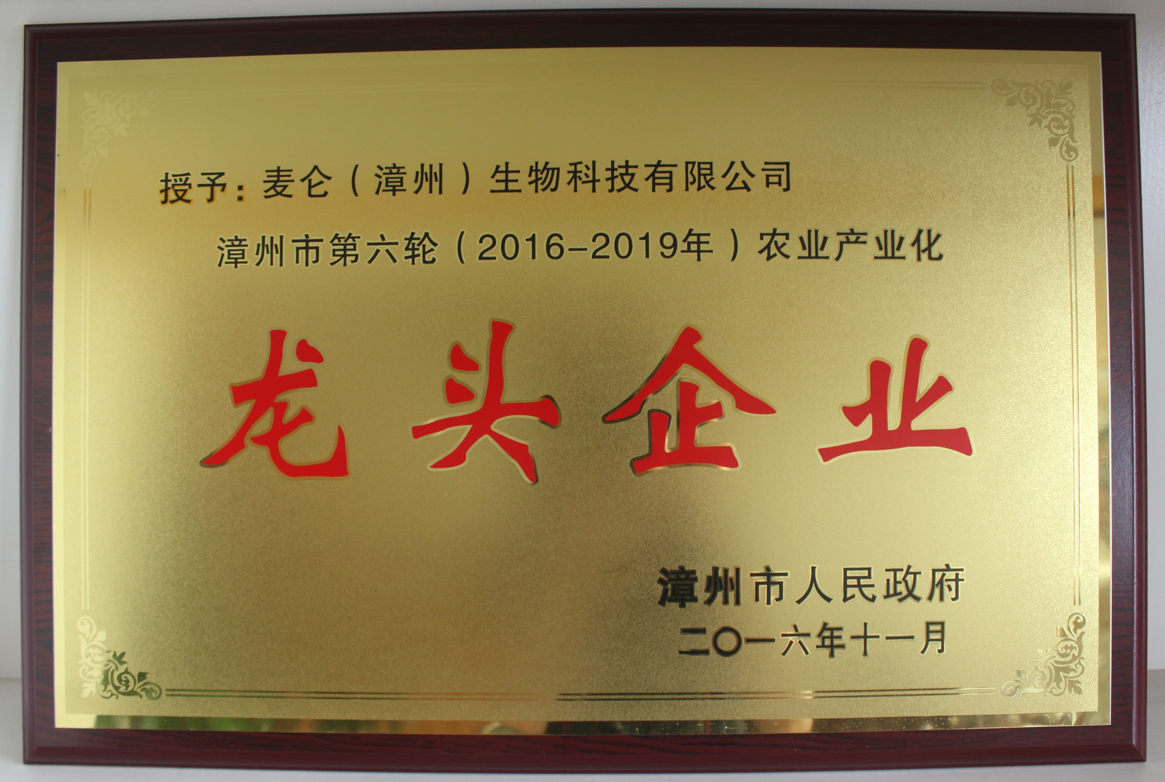 授予：麦仑（漳州）生物科技有限公司
漳州市第六轮（2016-2019年）农业产业化
龙头企业
漳州市人民政府
二〇一六年十一月